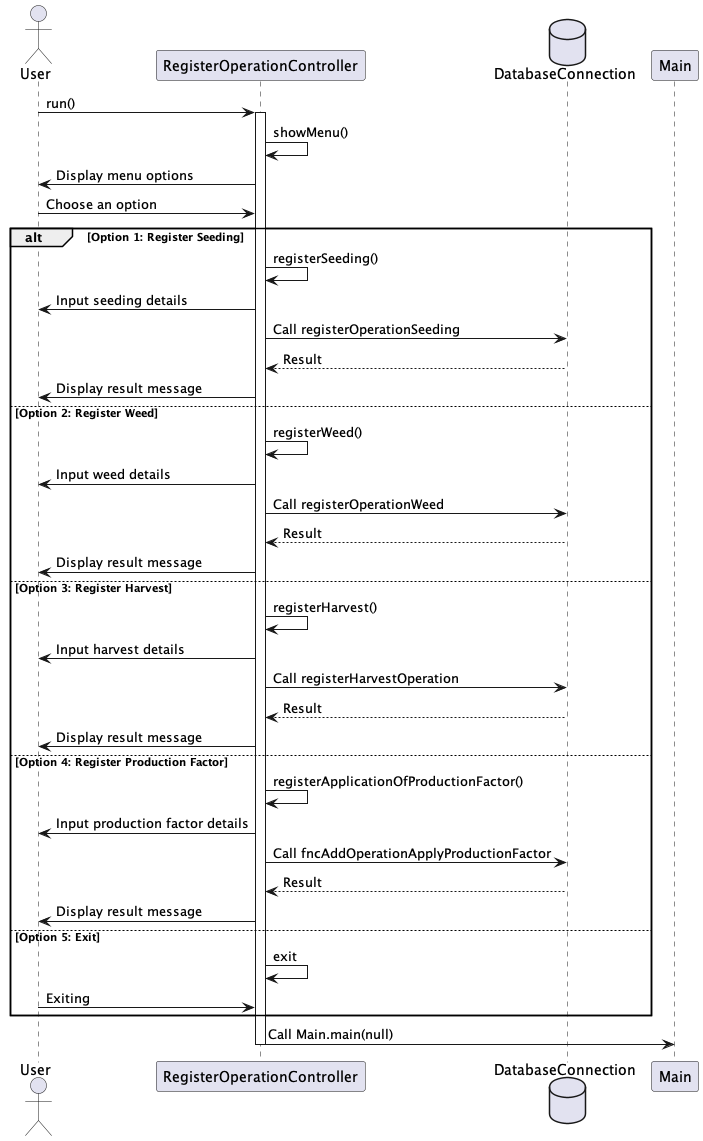 User
RegisterOperationController
DatabaseConnection
Main
run()
showMenu()
Display menu options
Choose an option
alt
[Option 1: Register Seeding]
registerSeeding()
Input seeding details
Call registerOperationSeeding
Result
Display result message
[Option 2: Register Weed]
registerWeed()
Input weed details
Call registerOperationWeed
Result
Display result message
[Option 3: Register Harvest]
registerHarvest()
Input harvest details
Call registerHarvestOperation
Result
Display result message
[Option 4: Register Production Factor]
registerApplicationOfProductionFactor()
Input production factor details
Call fncAddOperationApplyProductionFactor
Result
Display result message
[Option 5: Exit]
exit
Exiting
Call Main.main(null)
User
RegisterOperationController
DatabaseConnection
Main